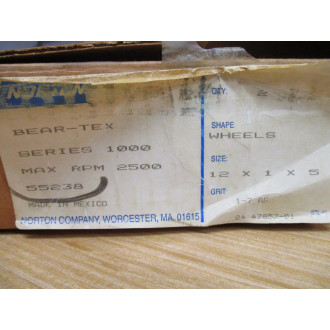 NORTON
BEAR-TEX
SERIES 1000
MAX RPM 2500
55238
MADE IN MEXICO
NORTON COMPANY, WORCESTER, MA. 01615
QTY. 2
SHAPE
WHEELS
SIZE:
12 X 1 X 5
GRIT